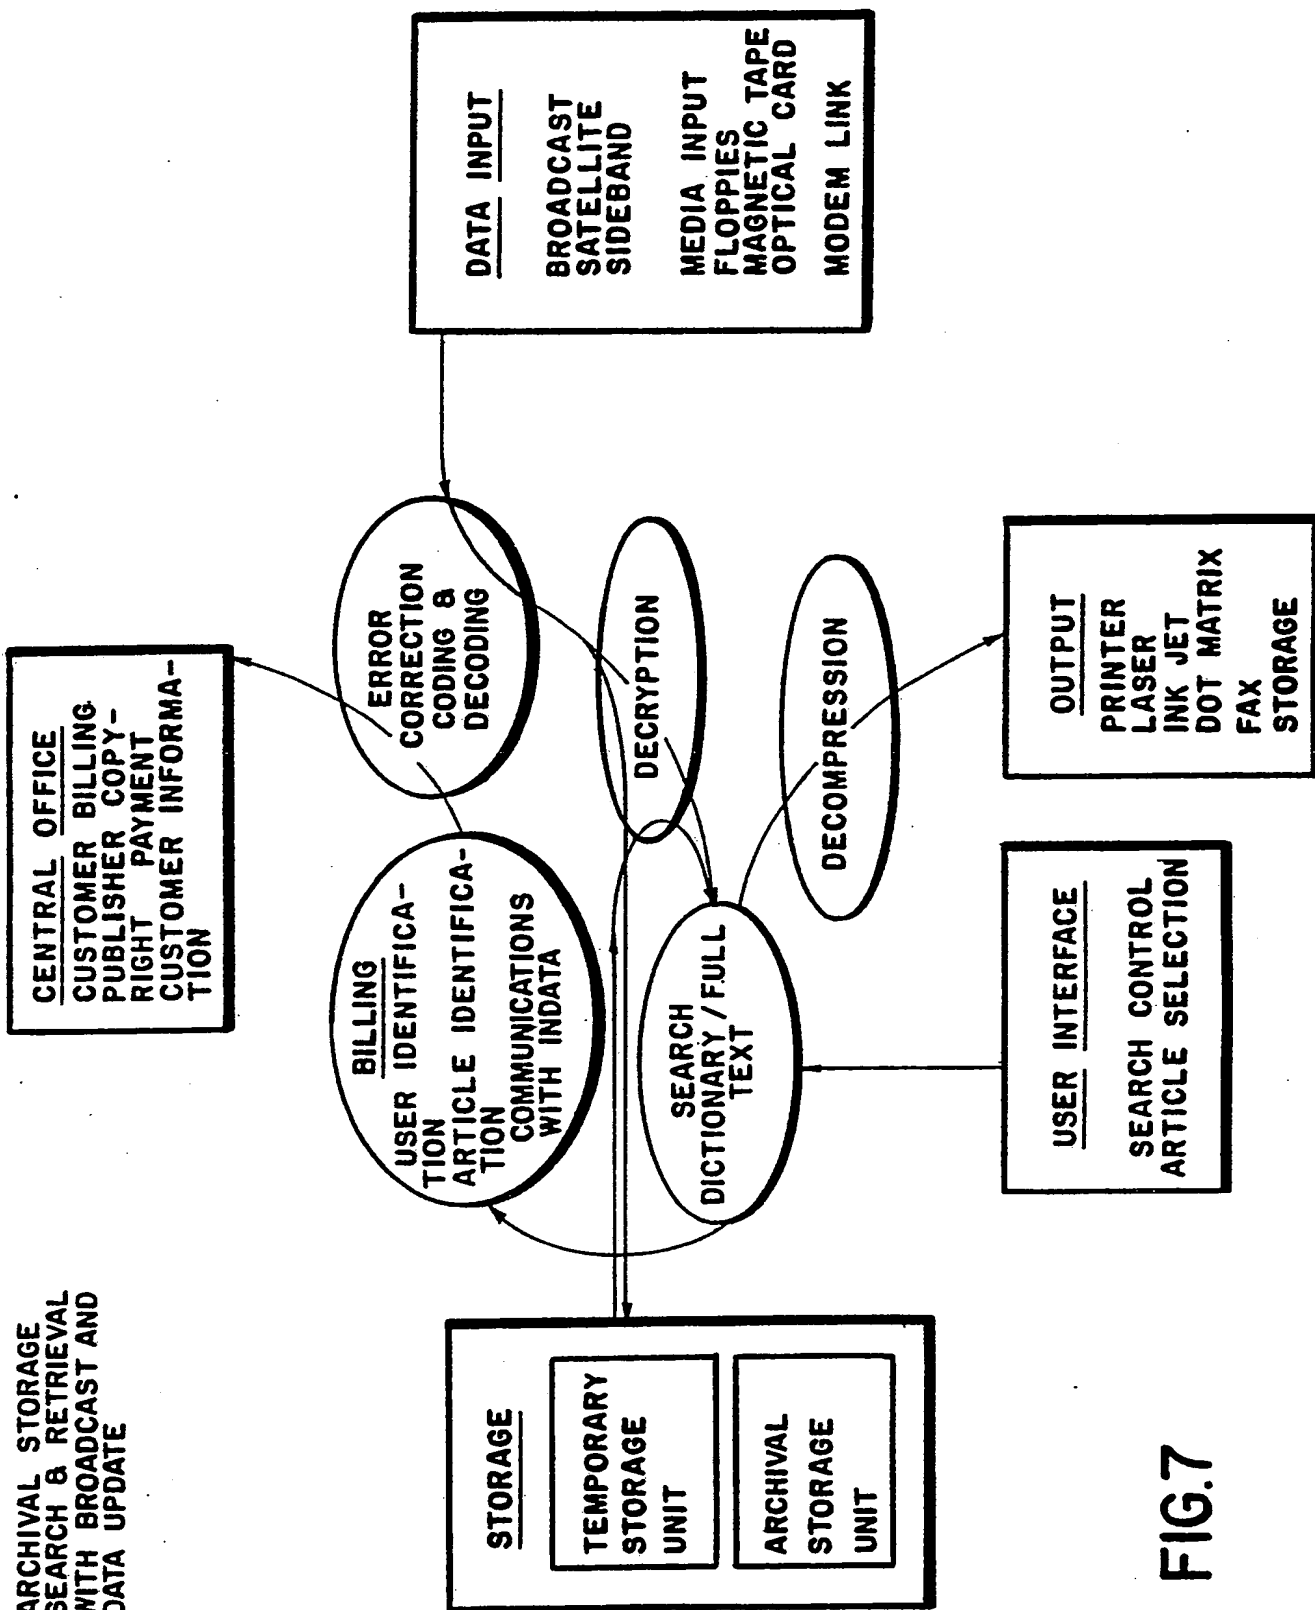 ARCHIVAL STORAGE
SEARCH & RETRIEVAL
WITH BROADCAST AND
DATA UPDATE
CENTRAL OFFICE
CUSTOMER BILLING
PUBLISHER COPY-
RIGHT PAYMENT
CUSTOMER INFORMA-
TION
BILLING
USER IDENTIFICA-
TION
ARTICLE IDENTIFICA-
TION
COMMUNICATIONS
WITH INDATA
ERROR
CORRECTION
CODING &
DECODING
DATA INPUT
BROADCAST
SATELLITE
SIDEBAND
MEDIA INPUT
FLOPPIES
MAGNETIC TAPE
OPTICAL CARD
MODEM LINK
STORAGE
TEMPORARY
STORAGE
UNIT
ARCHIVAL
STORAGE
UNIT
SEARCH
DICTIONARY/FULL
TEXT
DECRYPTION
DECOMPRESSION
USER INTERFACE
SEARCH CONTROL
ARTICLE SELECTION
OUTPUT
PRINTER
LASER
INK JET
DOT MATRIX
FAX
STORAGE
FIG.7